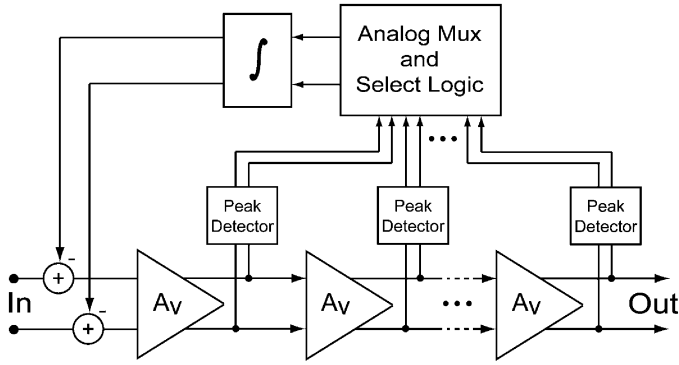 Analog Mux
and
Select Logic
∫
•••
Peak
Detector
Peak
Detector
Peak
Detector
-
+
-
+
In
Av
Av
•••
Av
Out